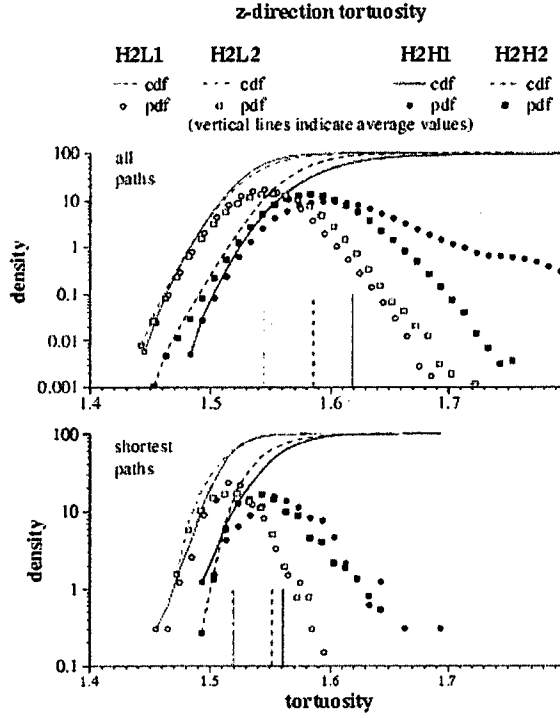 z-direction tortuosity
H2L1 H2L2 H2H1 H2H2
cdf cdf cdf cdf
pdf pdf pdf pdf
(vertical lines indicate average values)
100
all
paths
10
1
0.1
0.01
0.001
density
1.4 1.5 1.6 1.7
100
shortest
paths
10
1
0.1
density
1.4 1.5 1.6 1.7
tortuosity